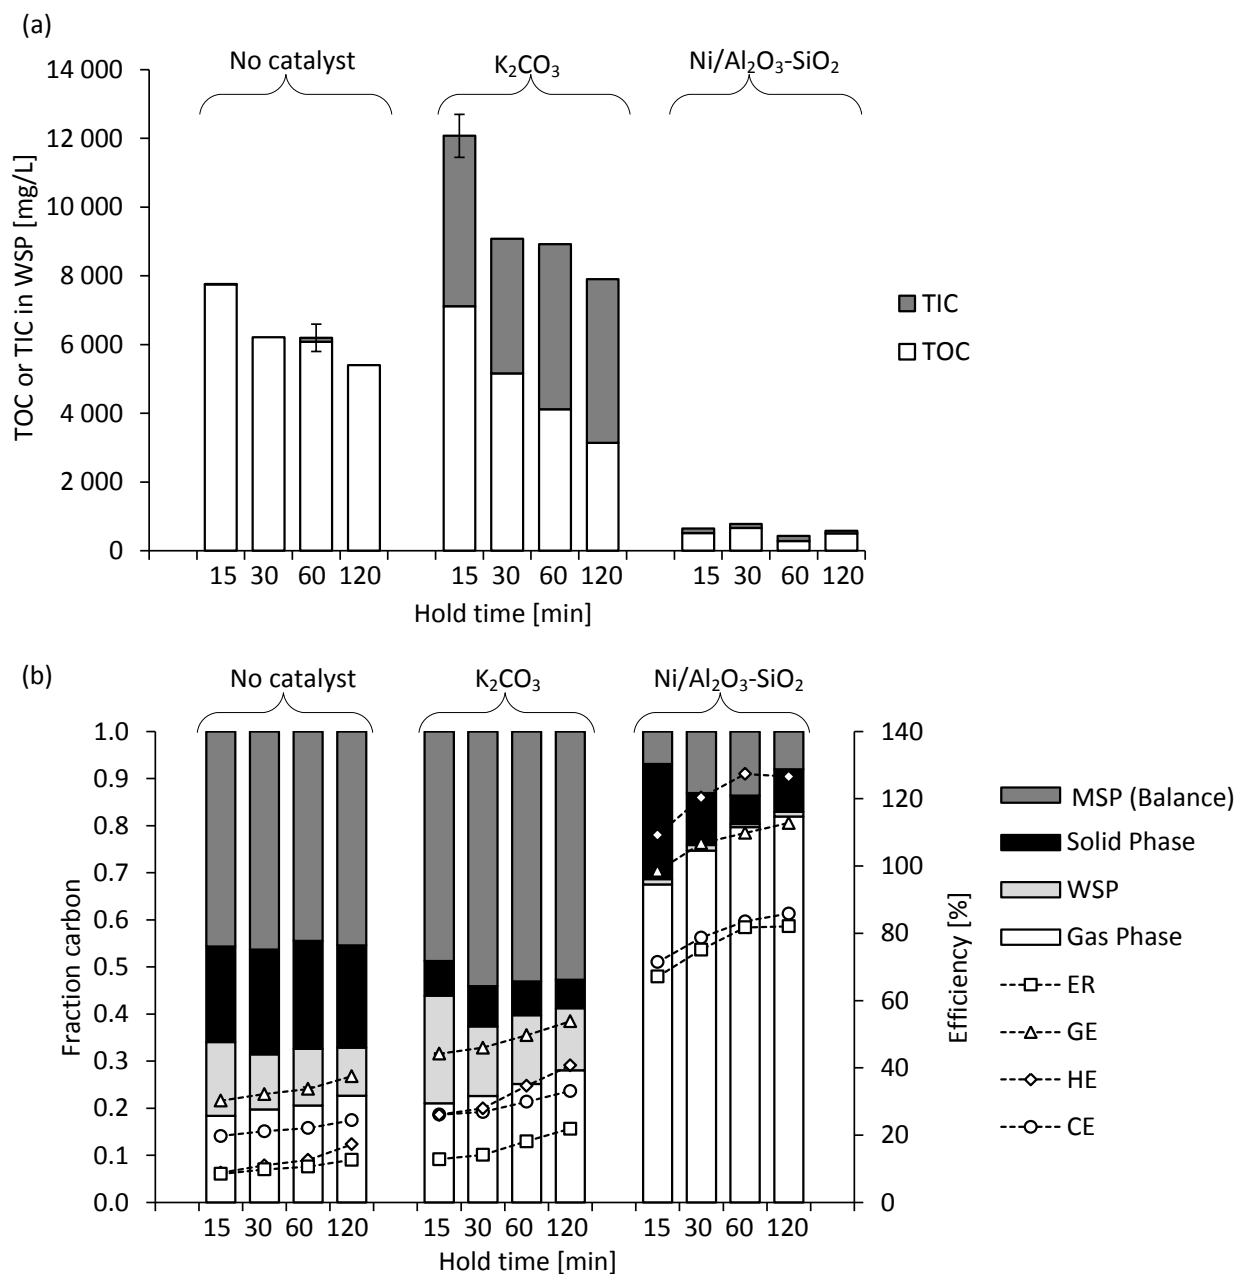 (a)
No catalyst K₂CO₃ Ni/Al₂O₃-SiO₂
14 000
12 000
10 000
8 000
6 000
4 000
2 000
0
TOC or TIC in WSP [mg/L]
TIC
TOC
15 30 60 120 15 30 60 120 15 30 60 120
Hold time [min]
(b)
No catalyst K₂CO₃ Ni/Al₂O₃-SiO₂
1.0
0.9
0.8
0.7
0.6
0.5
0.4
0.3
0.2
0.1
0.0
Fraction carbon
140
120
100
80
60
40
20
0
Efficiency [%]
MSP (Balance)
Solid Phase
WSP
Gas Phase
ER
GE
HE
CE
15 30 60 120 15 30 60 120 15 30 60 120
Hold time [min]